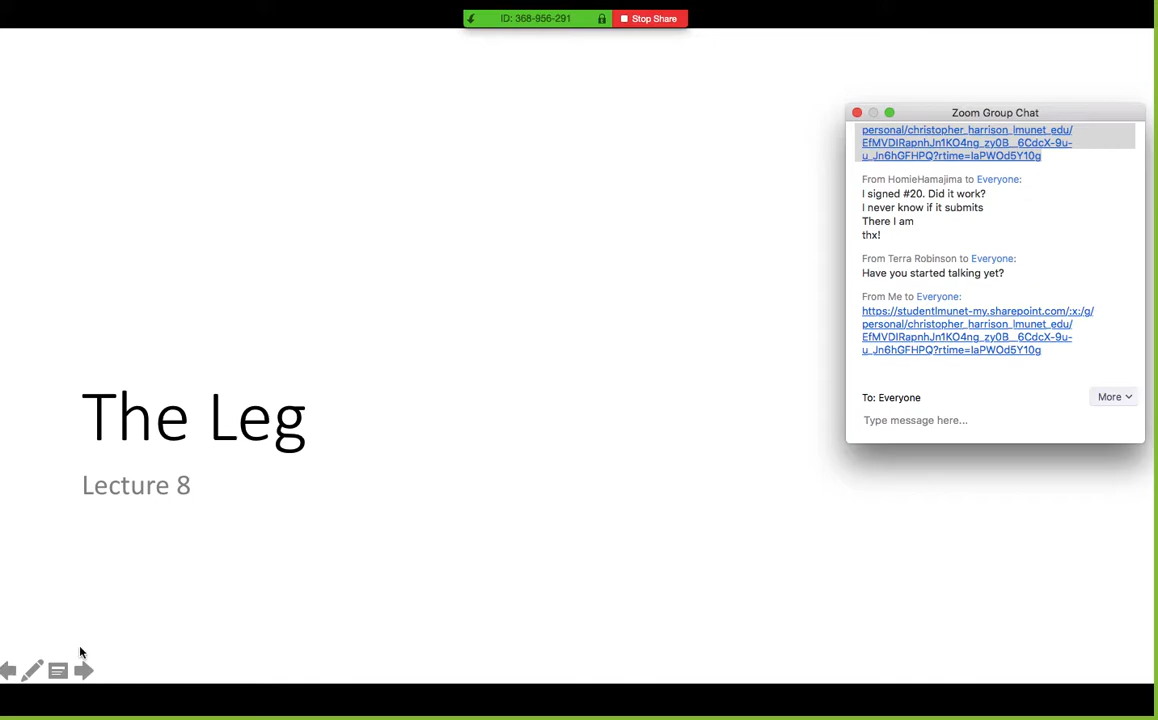 ID: 368-956-291
Stop Share
Zoom Group Chat
personal/christopher_harrison_lmunet_edu/
EfMVDIRapnhJn1KO4ng_zy0B__6CdcX-9u-
u_Jn6hGFHPQ?rtime=IaPWOd5Y10g
From HomieHamajima to Everyone:
I signed #20. Did it work?
I never know if it submits
There I am
thx!
From Terra Robinson to Everyone:
Have you started talking yet?
From Me to Everyone:
https://studentlmunet-my.sharepoint.com/:x:/g/
personal/christopher_harrison_lmunet_edu/
EfMVDIRapnhJn1KO4ng_zy0B__6CdcX-9u-
u_Jn6hGFHPQ?rtime=IaPWOd5Y10g
To: Everyone
More
Type message here...
The Leg
Lecture 8